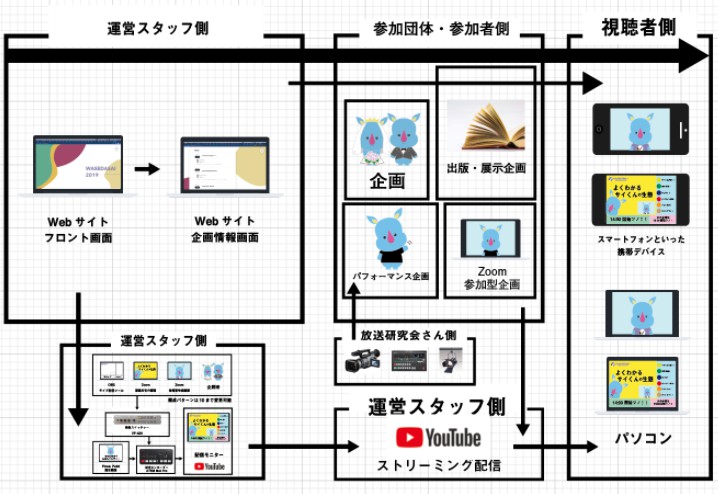 運営スタッフ側
参加団体・参加者側
視聴者側
WASEDASAI
2019
Web サイト
フロント画面
Web サイト
企画情報画面
企画
出版・展示企画
パフォーマンス企画
Zoom
参加型企画
よくわかる
サイくんの生態
スマートフォンといった
携帯デバイス
よくわかる
サイくんの生態
パソコン
放送研究会さん側
運営スタッフ側
OBS
Zoom
Zoom
配信モニター
YouTube
運営スタッフ側
YouTube
ストリーミング配信